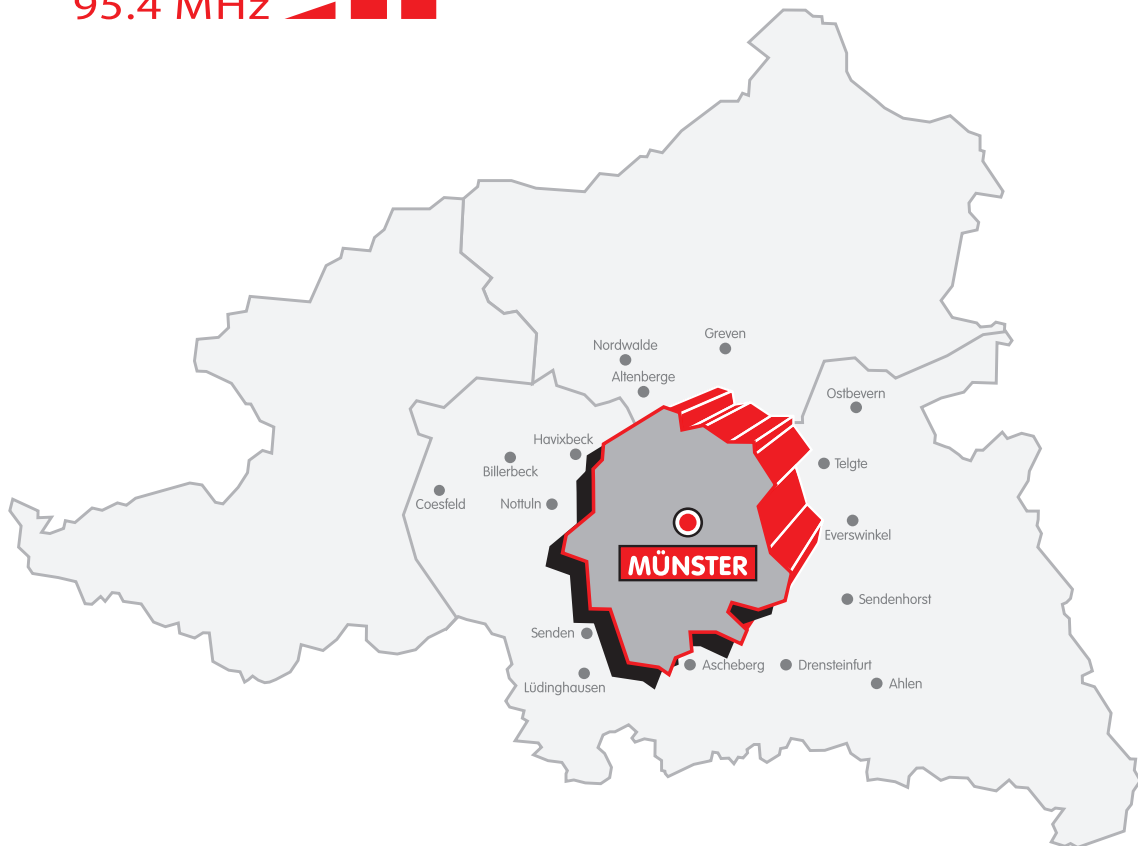 95.4 MHz
Greven
Nordwalde
Altenberge
Ostbevern
Havixbeck
Billerbeck
Telgte
Coesfeld
Nottuln
Everswinkel
MÜNSTER
Sendenhorst
Senden
Ascheberg
Drensteinfurt
Lüdinghausen
Ahlen